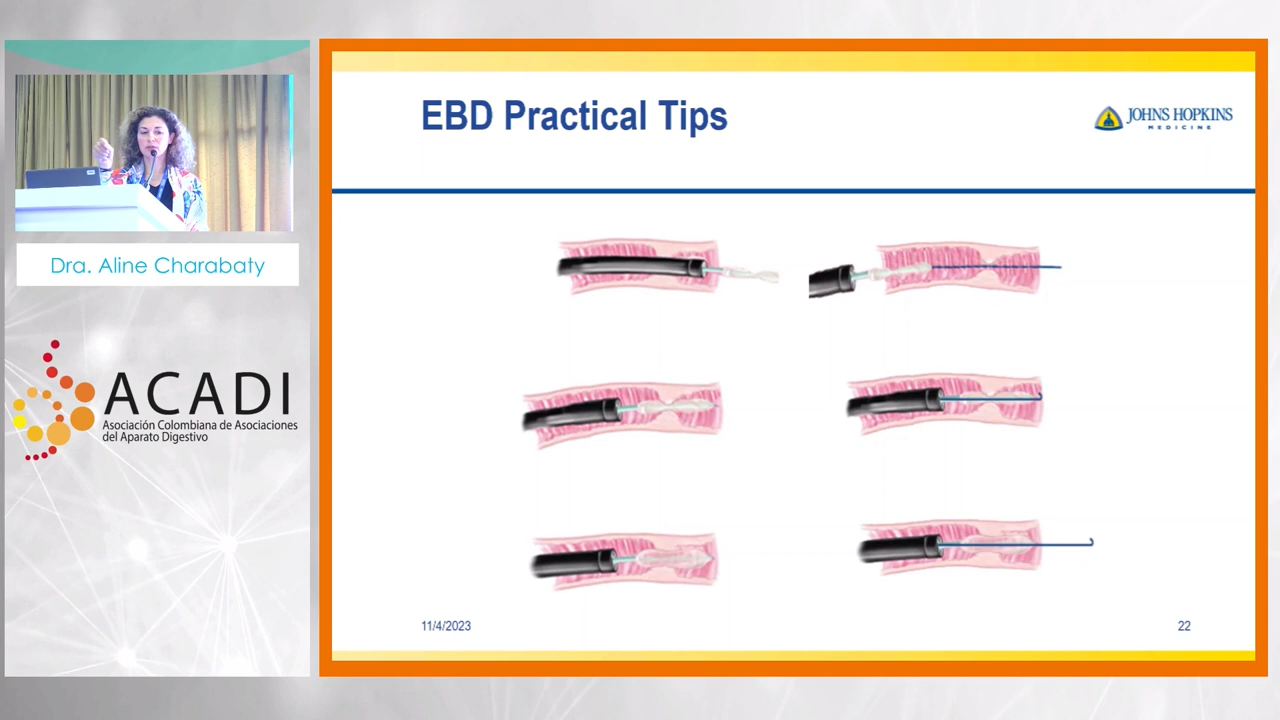 EBD Practical Tips
JOHNS HOPKINS
MEDICINE
Dra. Aline Charabaty
ACADI
Asociación Colombiana de Asociaciones
del Aparato Digestivo
11/4/2023
22